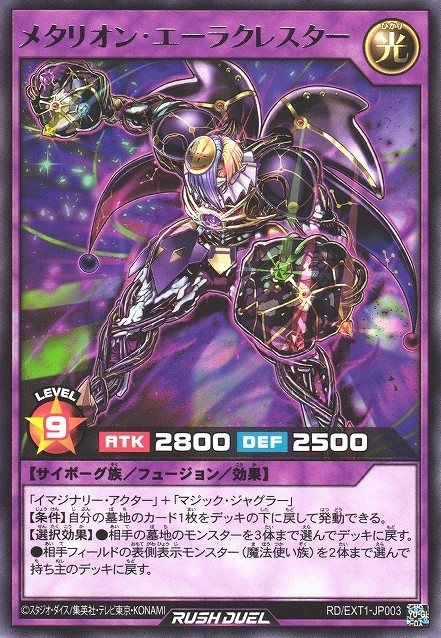 メタリオン・エーラクレスター
ひかり
光
LEVEL
9
ATK 2800 DEF 2500
【サイボーグ族/フュージョン/効果】
「イマジナリー・アクター」+「マジック・ジャグラー」
【条件】自分の墓地のカード1枚をデッキの下に戻して発動できる。
【選択効果】●相手の墓地のモンスターを3体まで選んでデッキに戻す。
●相手フィールドの表側表示モンスター(魔法使い族)を2体まで選んで
持ち主のデッキに戻す。
©スタジオ・ダイス/集英社・テレビ東京・KONAMI
RUSH DUEL
RD/EXT1-JP003